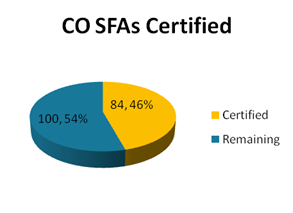 CO SFAs Certified
84, 46%
100, 54%
Certified
Remaining